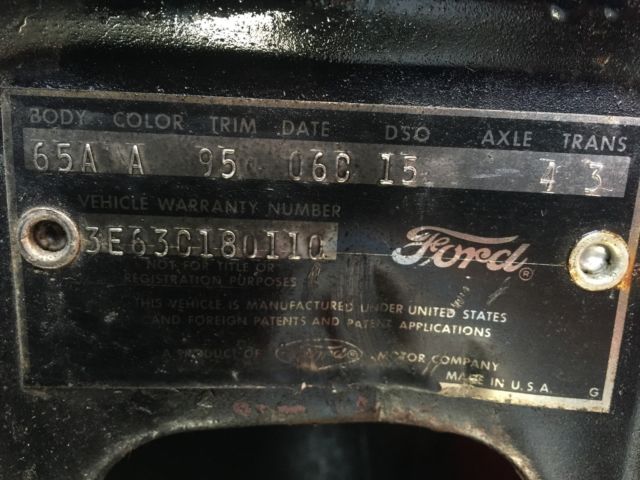 BODY COLOR TRIM DATE DSO AXLE TRANS
65A A 95 06C 15 4 3
VEHICLE WARRANTY NUMBER
3E63C180110
Ford ®
NOT FOR TITLE OR
REGISTRATION PURPOSES
THIS VEHICLE IS MANUFACTURED UNDER UNITED STATES
AND FOREIGN PATENTS AND PATENT APPLICATIONS
A PRODUCT OF Ford MOTOR COMPANY
MADE IN U.S.A. G